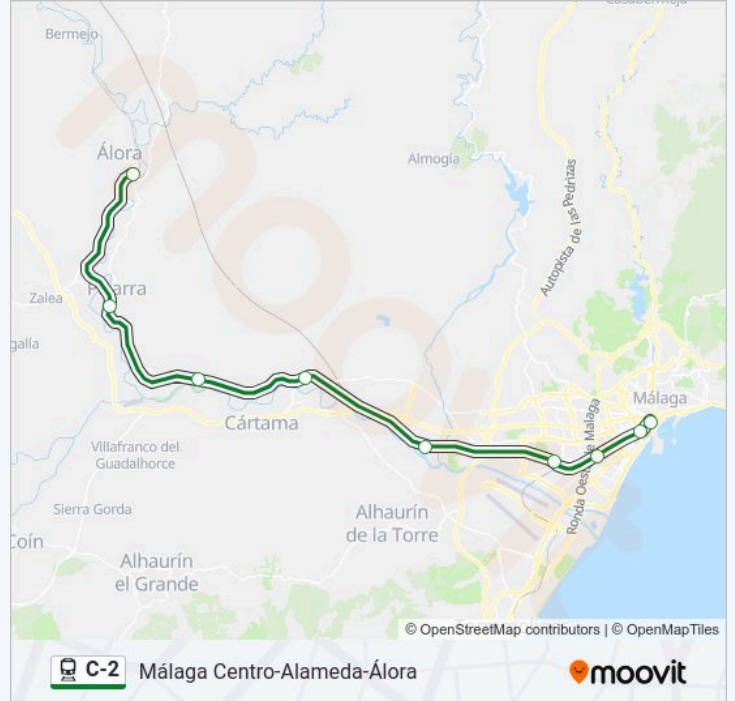 Casabermeja
Bermejo
Álora
Almogía
Autopista de las Pedrizas
Zalea
Pizarra
galía
Málaga
Cártama
Ronda Oeste de Málaga
Villafranco del
Guadalhorce
Sierra Gorda
Alhaurín
de la Torre
Coín
Alhaurín
el Grande
© OpenStreetMap contributors | © OpenMapTiles
C-2
Málaga Centro-Alameda-Álora
moovit
moovit